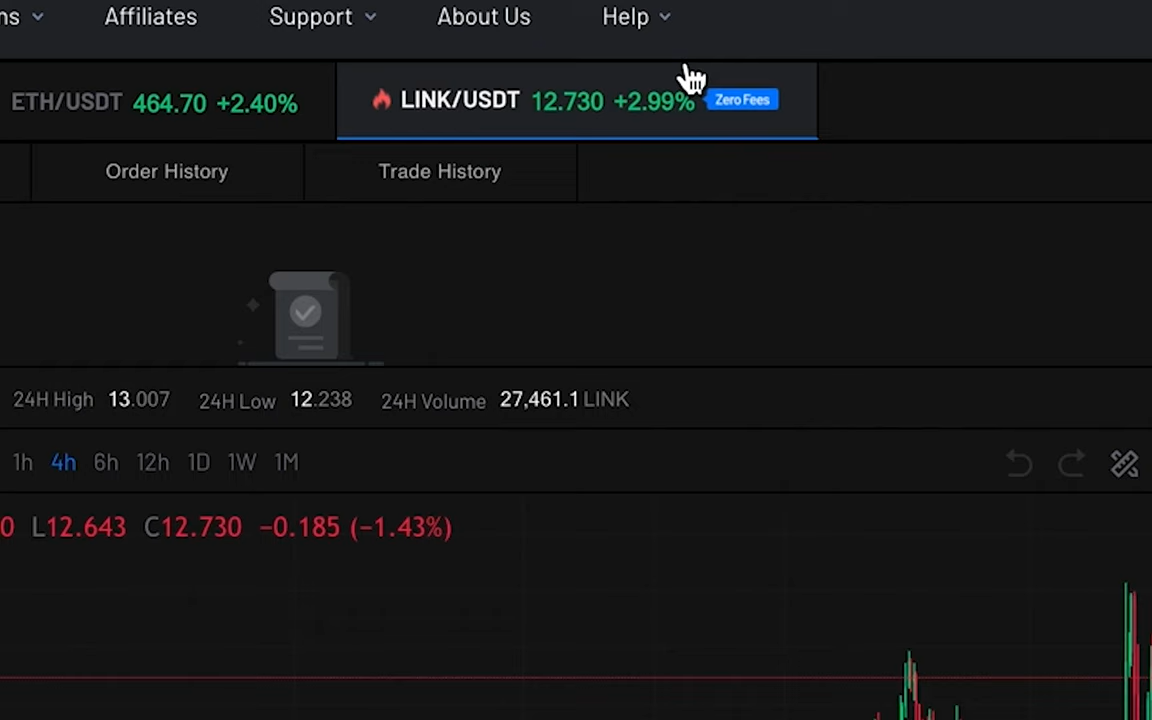 ns Affiliates Support About Us Help
ETH/USDT 464.70 +2.40% LINK/USDT 12.730 +2.99% Zero Fees
Order History Trade History
24H High 13.007 24H Low 12.238 24H Volume 27,461.1 LINK
1h 4h 6h 12h 1D 1W 1M
0 L12.643 C12.730 −0.185 (−1.43%)